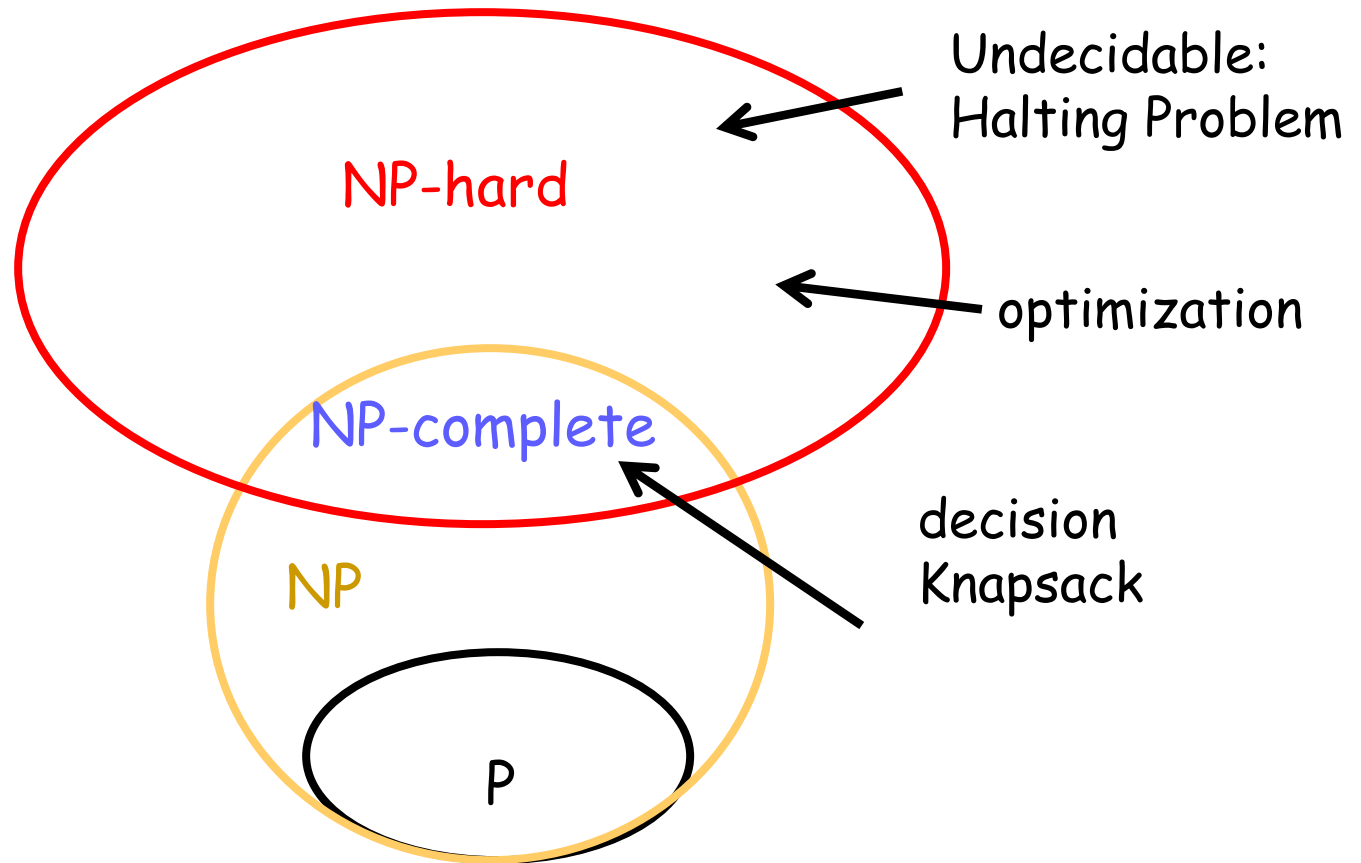 Undecidable:
Halting Problem
NP-hard
optimization
NP-complete
decision
Knapsack
NP
P